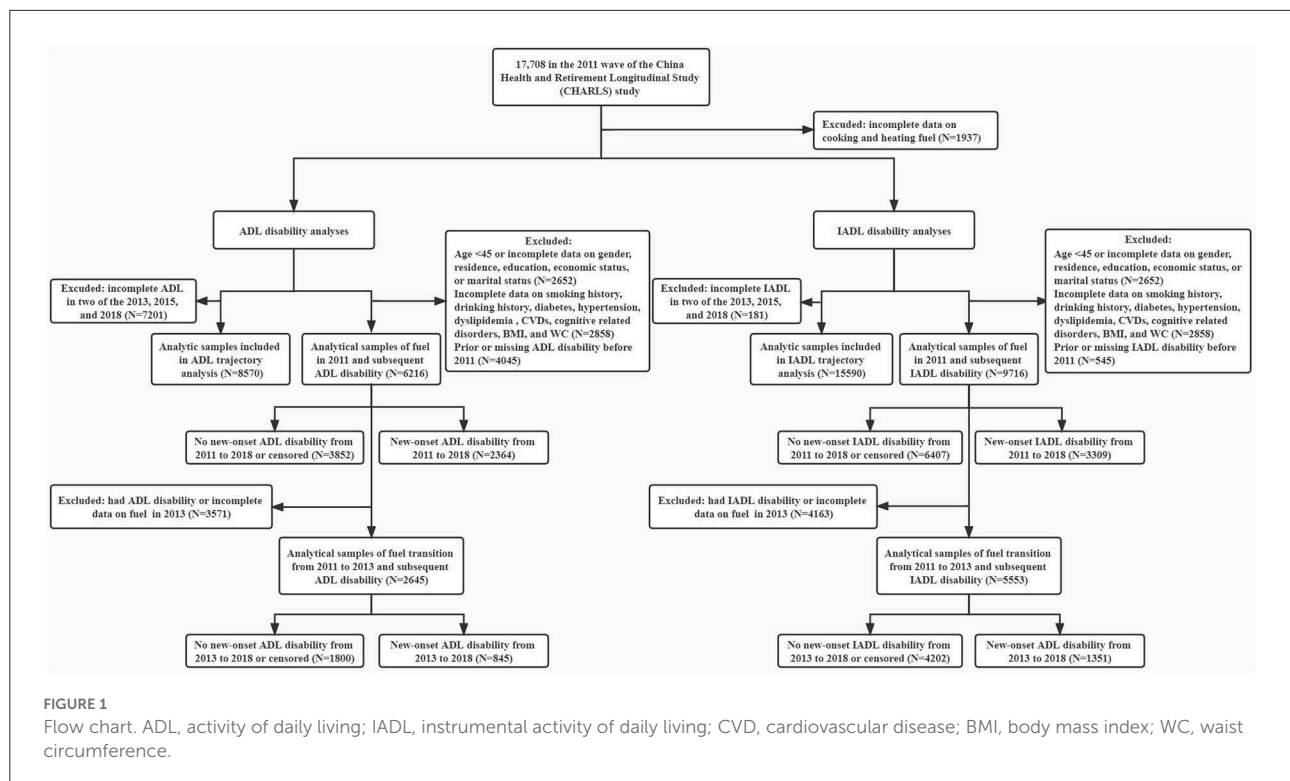 17,708 in the 2011 wave of the China
Health and Retirement Longitudinal Study
(CHARLS) study
Excuded: incomplete data on
cooking and heating fuel (N=1937)
ADL disability analyses
Excluded:
Age <45 or incomplete data on gender,
residence, education, economic status,
or marital status (N=2652)
Incomplete data on smoking history,
drinking history, diabetes, hypertension,
dyslipidemia , CVDs, cognitive related
disorders, BMI, and WC (N=2858)
Prior or missing ADL disability before
2011 (N=4045)
Excuded: incomplete ADL
in two of the 2013, 2015,
and 2018 (N=7201)
Analytic samples included
in ADL trajectory
analysis (N=8570)
Analytical samples of fuel
in 2011 and subsequent
ADL disability (N=6216)
No new-onset ADL disability from
2011 to 2018 or censored (N=3852)
New-onset ADL disability from
2011 to 2018 (N=2364)
Excluded: had ADL disability or incomplete
data on fuel in 2013 (N=3571)
Analytical samples of fuel transition
from 2011 to 2013 and subsequent
ADL disability (N=2645)
No new-onset ADL disability from
2013 to 2018 or censored (N=1800)
New-onset ADL disability from
2013 to 2018 (N=845)
IADL disability analyses
Excluded:
Age <45 or incomplete data on gender,
residence, education, economic status, or
marital status (N=2652)
Incomplete data on smoking history,
drinking history, diabetes, hypertension,
dyslipidemia, CVDs, cognitive related
disorders, BMI, and WC (N=2858)
Prior or missing IADL disability before
2011 (N=545)
Excluded: incomplete IADL
in two of the 2013, 2015,
and 2018 (N=181)
Analytic samples included
in IADL trajectory
analysis (N=15590)
Analytical samples of fuel
in 2011 and subsequent
IADL disability (N=9716)
No new-onset IADL disability from
2011 to 2018 or censored (N=6407)
New-onset IADL disability from
2011 to 2018 (N=3309)
Excluded: had IADL disability or incomplete
data on fuel in 2013 (N=4163)
Analytical samples of fuel transition
from 2011 to 2013 and subsequent
IADL disability (N=5553)
No new-onset IADL disability from
2013 to 2018 or censored (N=4202)
New-onset ADL disability from
2013 to 2018 (N=1351)
FIGURE 1
Flow chart. ADL, activity of daily living; IADL, instrumental activity of daily living; CVD, cardiovascular disease; BMI, body mass index; WC, waist
circumference.